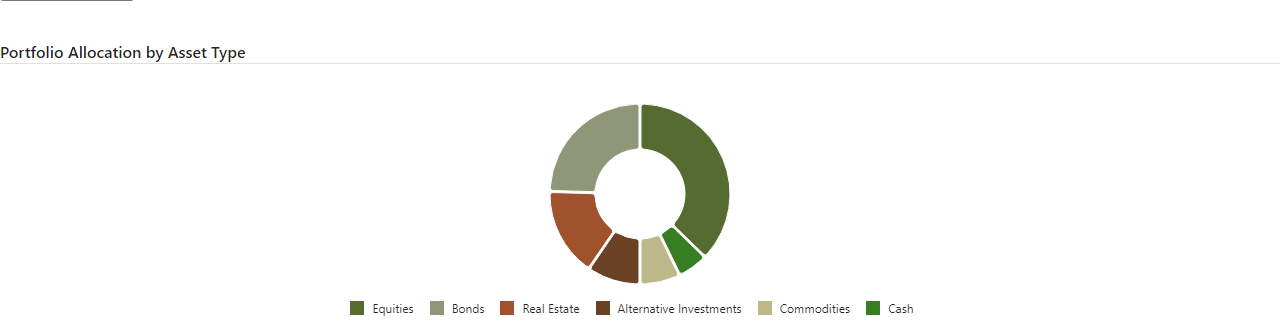 Portfolio Allocation by Asset Type
Equities Bonds Real Estate Alternative Investments Commodities Cash